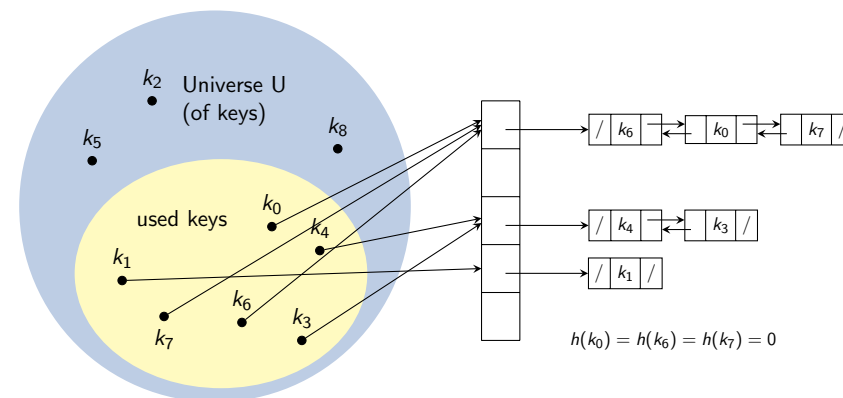 k2
Universe U
(of keys)
k5
k8
used keys
k0
k4
k1
k7
k6
k3
/ k6 k0 k7 /
/ k4 k3 /
/ k1 /
h(k0) = h(k6) = h(k7) = 0